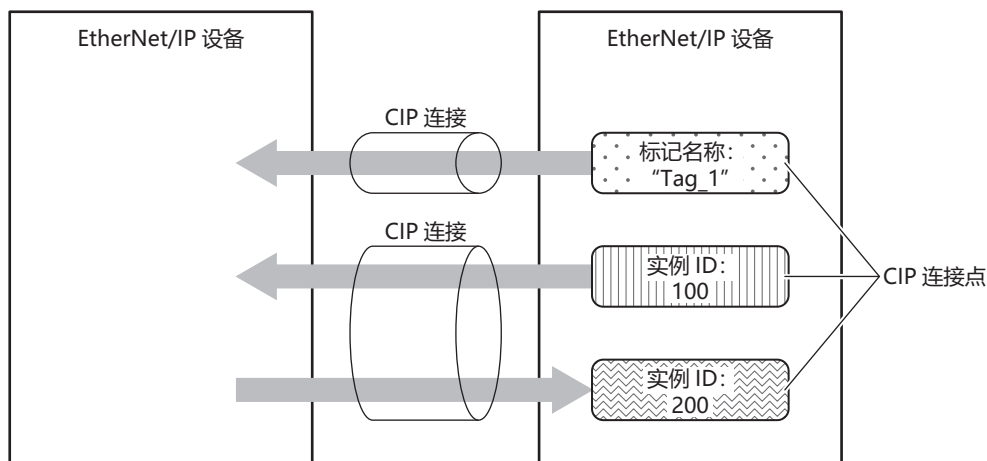 EtherNet/IP 设备
EtherNet/IP 设备
CIP 连接
标记名称：
“Tag_1”
CIP 连接
实例 ID：
100
CIP 连接点
实例 ID：
200